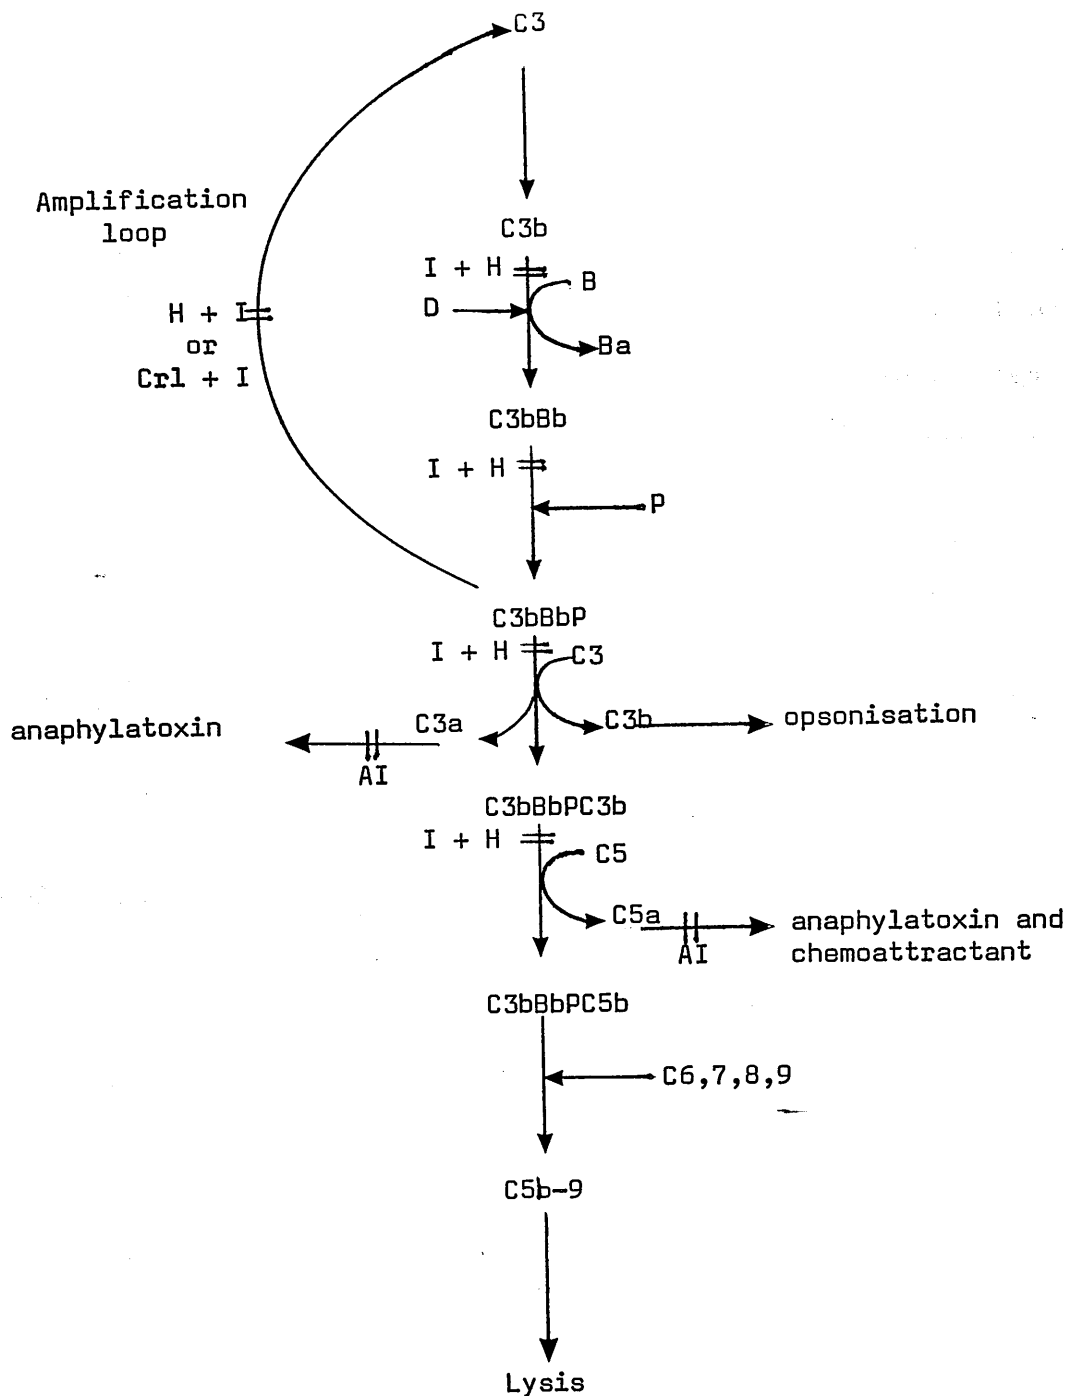 C3
Amplification
loop
C3b
I + H
B
D
H + I
or
Cr1 + I
Ba
C3bBb
I + H
P
C3bBbP
I + H
C3
anaphylatoxin
C3a
C3b
opsonisation
AI
C3bBbPC3b
I + H
C5
C5a
anaphylatoxin and
chemoattractant
AI
C3bBbPC5b
C6,7,8,9
C5b-9
Lysis